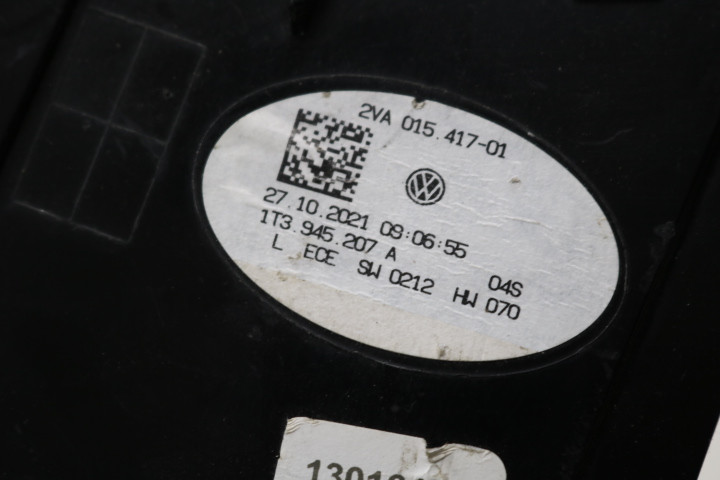 2VA 015.417-01
27.10.2021 09:06:55
1T3.945.207 A
04S
L ECE SW 0212 HW 070